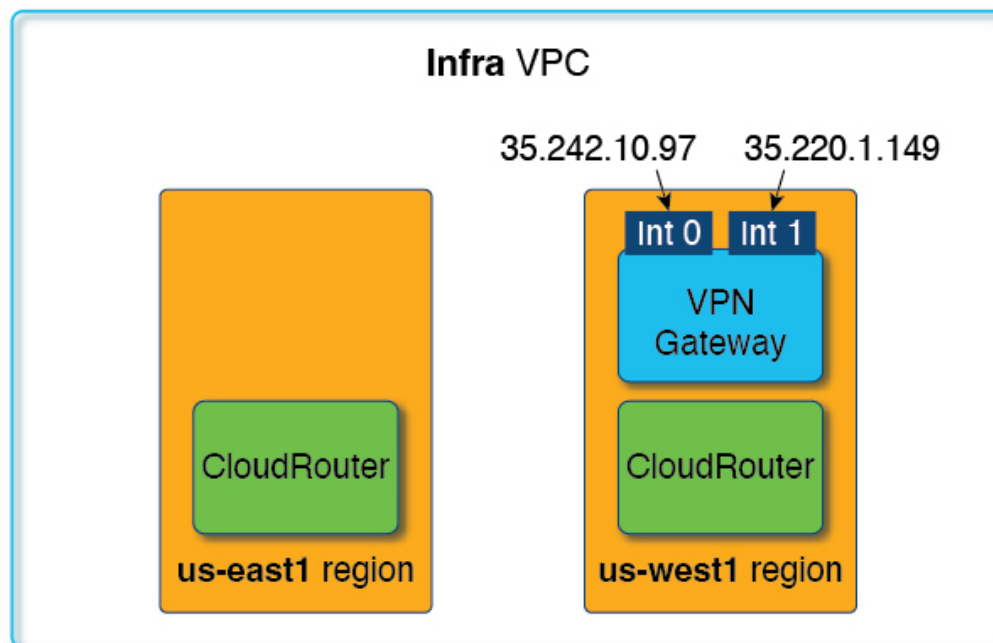 Infra VPC
35.242.10.97 35.220.1.149
Int 0 Int 1
VPN
Gateway
CloudRouter CloudRouter
us-east1 region us-west1 region